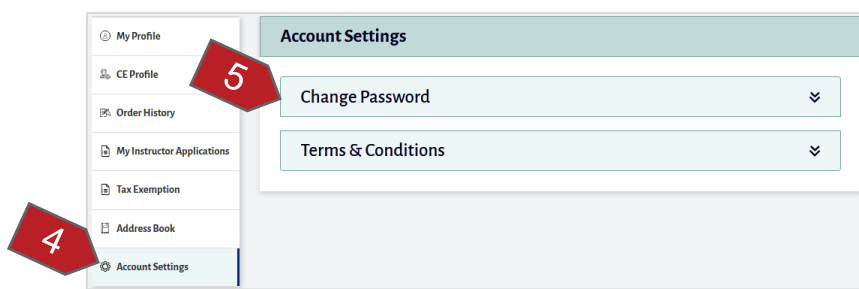 My Profile
CE Profile
Order History
My Instructor Applications
Tax Exemption
Address Book
Account Settings
4
5
Account Settings
Change Password
Terms & Conditions